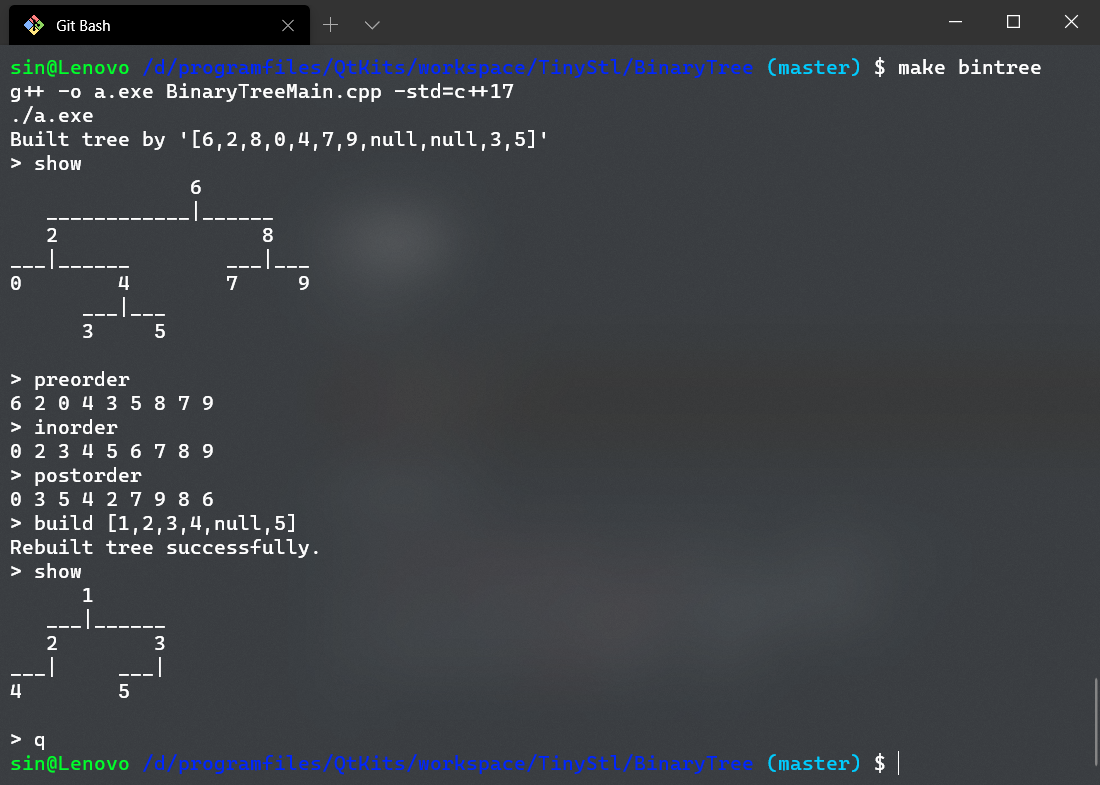 Git Bash
sin@Lenovo /d/programfiles/QtKits/workspace/TinyStl/BinaryTree (master) $ make bintree
g++ -o a.exe BinaryTreeMain.cpp -std=c++17
./a.exe
Built tree by '[6,2,8,0,4,7,9,null,null,3,5]'
> show
               6
   ____________|______
   2                 8
___|______        ___|___
0        4        7     9
      ___|___
      3     5
> preorder
6 2 0 4 3 5 8 7 9
> inorder
0 2 3 4 5 6 7 8 9
> postorder
0 3 5 4 2 7 9 8 6
> build [1,2,3,4,null,5]
Rebuilt tree successfully.
> show
      1
   ___|______
   2        3
___|     ___|
4        5
> q
sin@Lenovo /d/programfiles/QtKits/workspace/TinyStl/BinaryTree (master) $